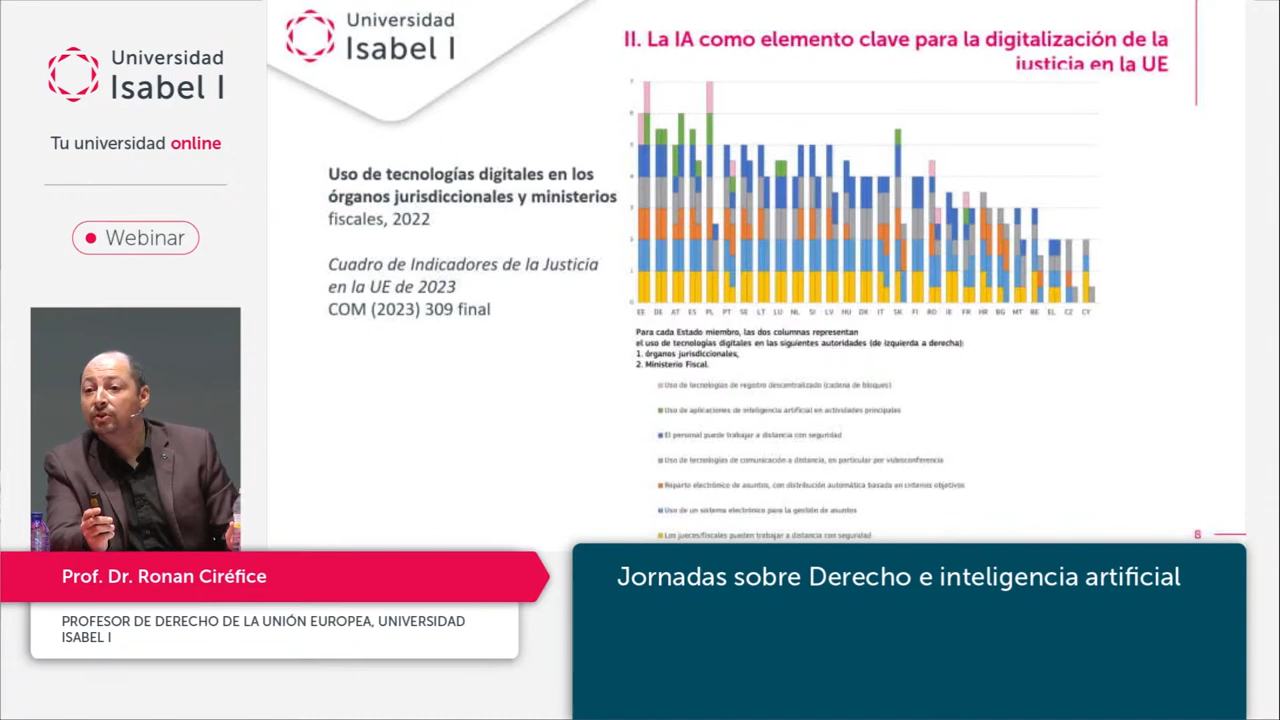 Universidad
Isabel I
Tu universidad online
Webinar
Universidad
Isabel I
II. La IA como elemento clave para la digitalización de la
justicia en la UE
Uso de tecnologías digitales en los
órganos jurisdiccionales y ministerios
fiscales, 2022
Cuadro de Indicadores de la Justicia
en la UE de 2023
COM (2023) 309 final
7
6
5
4
3
2
1
0
EE DE AT ES PL PT SE LT LU NL SI LV HU DK IT SK FI RO IE FR HR BG MT BE EL CZ CY
Para cada Estado miembro, las dos columnas representan
el uso de tecnologías digitales en las siguientes autoridades (de izquierda a derecha):
1. órganos jurisdiccionales,
2. Ministerio Fiscal.
Uso de tecnologías de registro descentralizado (cadena de bloques)
Uso de aplicaciones de inteligencia artificial en actividades principales
El personal puede trabajar a distancia con seguridad
Uso de tecnologías de comunicación a distancia, en particular por videoconferencia
Reparto electrónico de asuntos, con distribución automática basada en criterios objetivos
Uso de un sistema electrónico para la gestión de asuntos
Los jueces/fiscales pueden trabajar a distancia con seguridad
8
Prof. Dr. Ronan Ciréfice
PROFESOR DE DERECHO DE LA UNIÓN EUROPEA, UNIVERSIDAD
ISABEL I
Jornadas sobre Derecho e inteligencia artificial